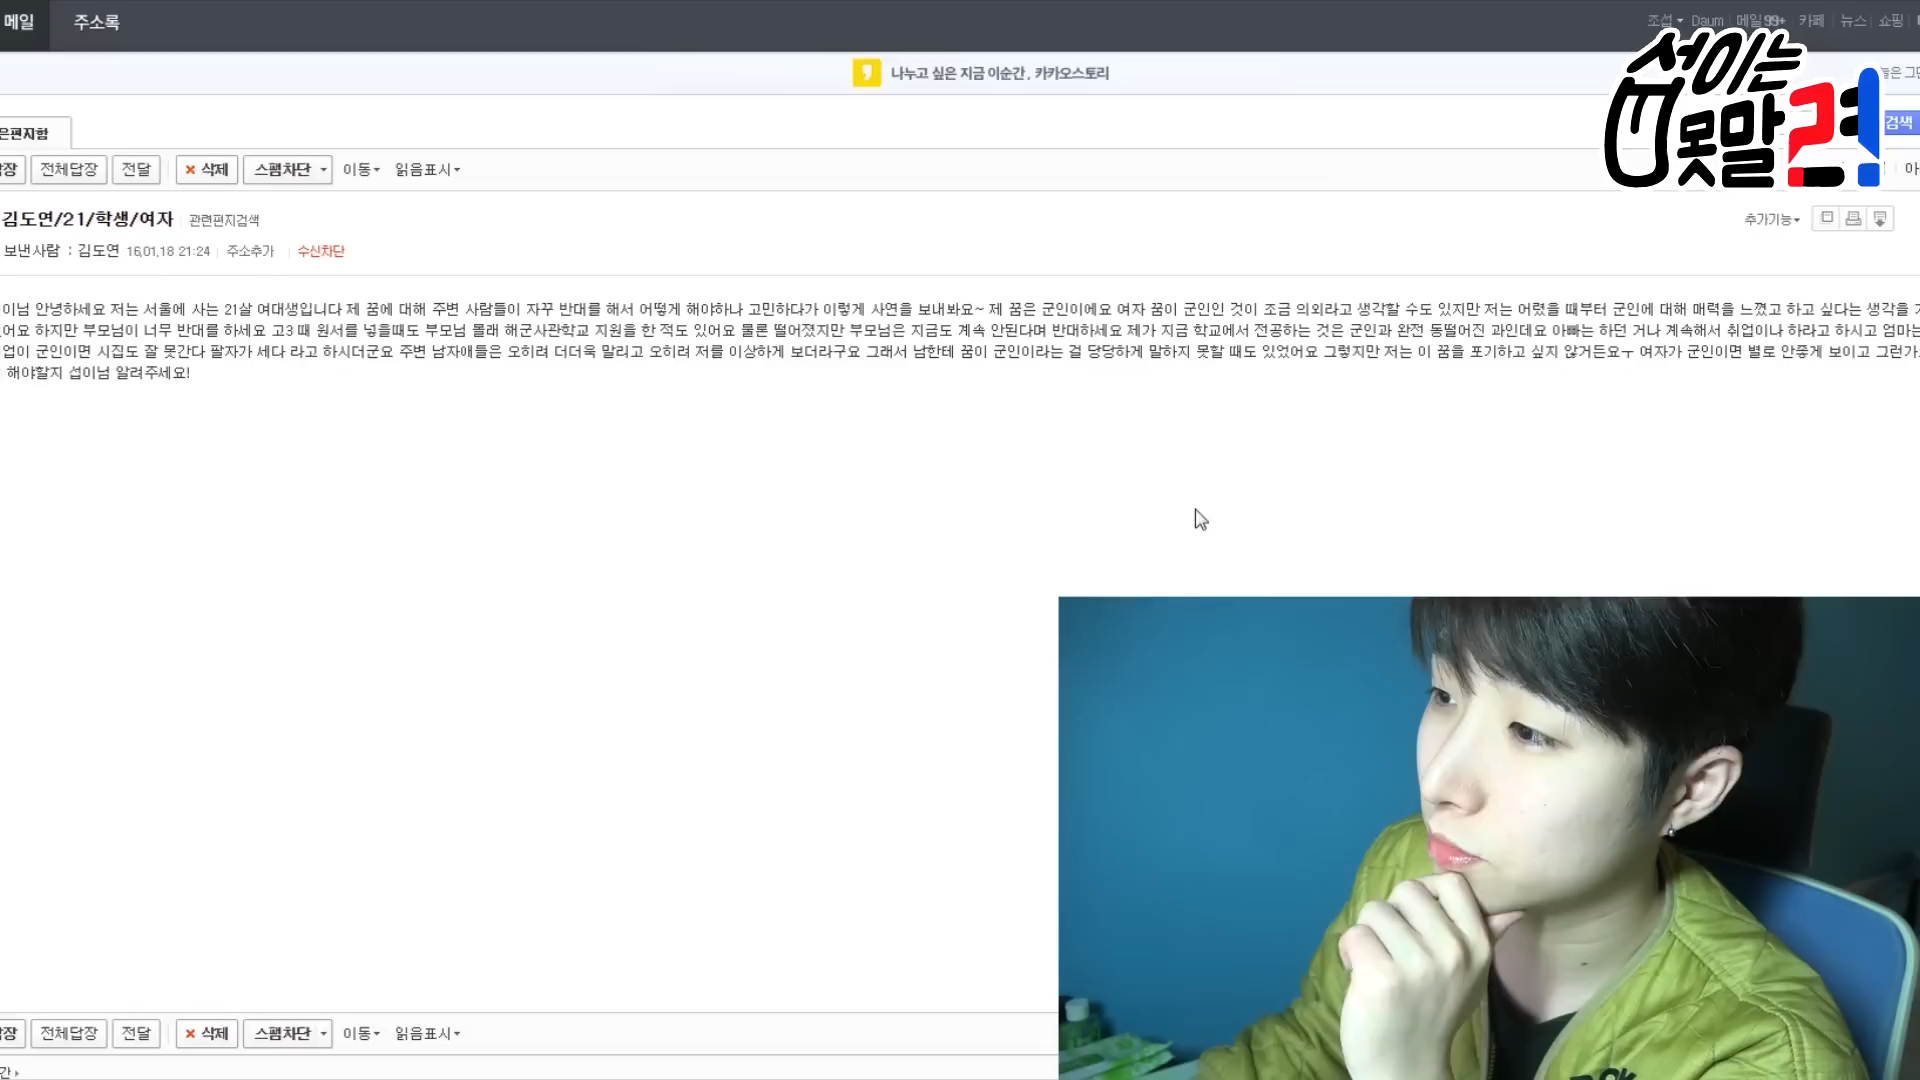 메일 주소록
조섭 Daum 메일 99+ 카페 뉴스 쇼핑
나누고 싶은 지금 이순간, 카카오스토리
섭이는 못말려!
은편지함
검색
전체답장 전달 × 삭제 스팸차단 이동 읽음표시
김도연/21/학생/여자 관련편지검색
추가기능
보낸사람 : 김도연 16.01.18 21:24 주소추가 수신차단
이님 안녕하세요 저는 서울에 사는 21살 여대생입니다 제 꿈에 대해 주변 사람들이 자꾸 반대를 해서 어떻게 해야하나 고민하다가 이렇게 사연을 보내봐요~ 제 꿈은 군인이에요 여자 꿈이 군인인 것이 조금 의외라고 생각할 수도 있지만 저는 어렸을 때부터 군인에 대해 매력을 느꼈고 하고 싶다는 생각을
어요 하지만 부모님이 너무 반대를 하세요 고3 때 원서를 넣을때도 부모님 몰래 해군사관학교 지원을 한 적도 있어요 물론 떨어졌지만 부모님은 지금도 계속 안된다며 반대하세요 제가 지금 학교에서 전공하는 것은 군인과 완전 동떨어진 과인데요 아빠는 하던 거나 계속해서 취업이나 하라고 하시고 엄마는
업이 군인이면 시집도 잘 못간다 팔자가 세다 라고 하시더군요 주변 남자애들은 오히려 더더욱 말리고 오히려 저를 이상하게 보더라구요 그래서 남한테 꿈이 군인이라는 걸 당당하게 말하지 못할 때도 있었어요 그렇지만 저는 이 꿈을 포기하고 싶지 않거든요ㅜ 여자가 군인이면 별로 안좋게 보이고 그런가
해야할지 섭이님 알려주세요!
전체답장 전달 × 삭제 스팸차단 이동 읽음표시